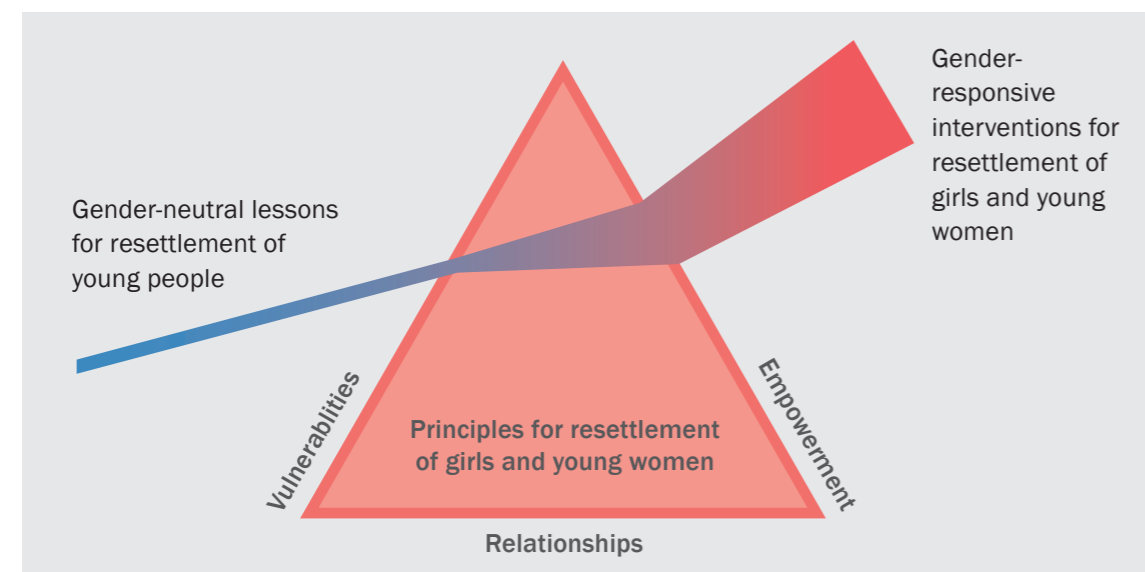 Gender-neutral lessons
for resettlement of
young people
Gender-
responsive
interventions for
resettlement of
girls and young
women
Vulnerablities
Principles for resettlement
of girls and young women
Empowerment
Relationships